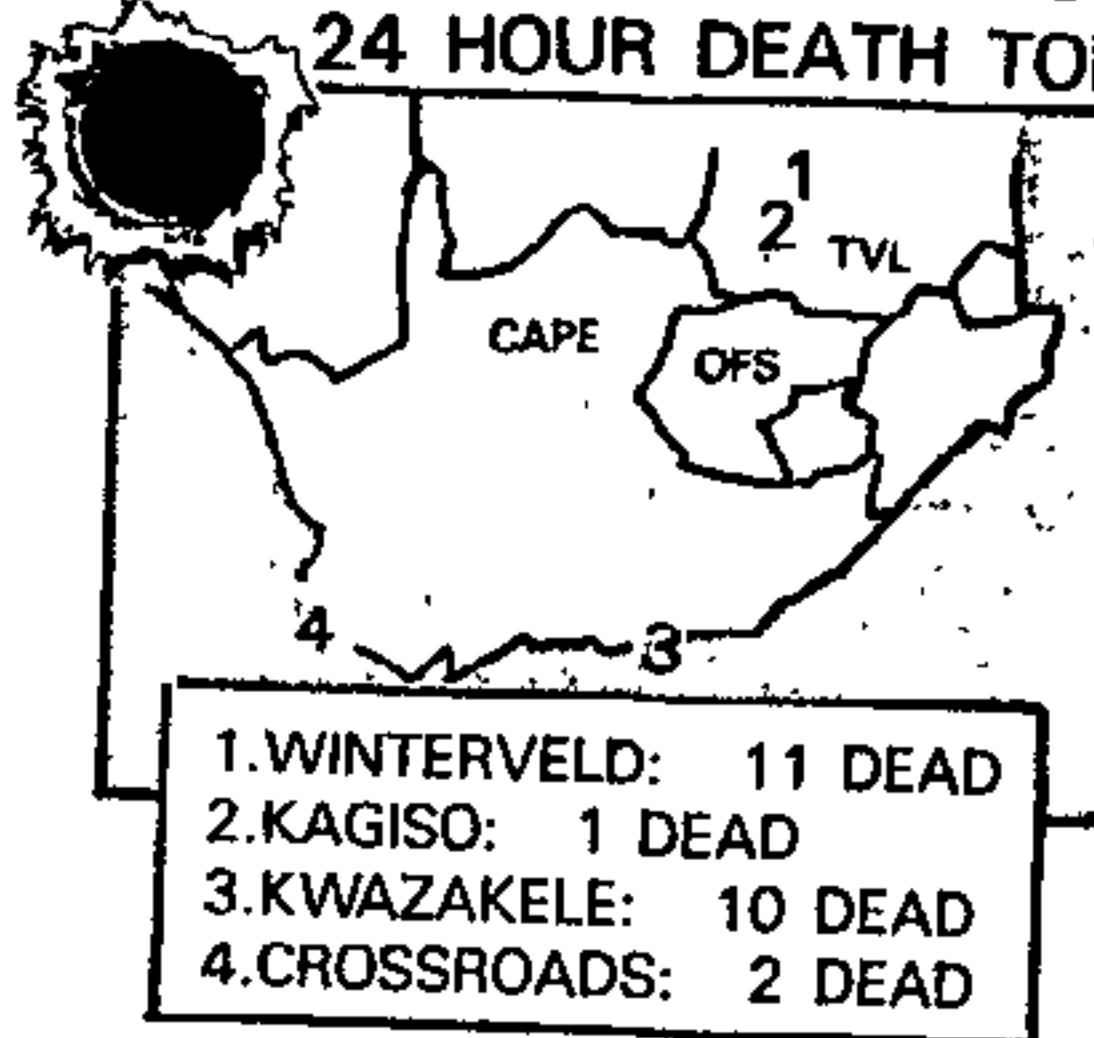 24 HOUR DEATH
1
2
TVL
CAPE
OFS
4
3
1.WINTERVELD: 11 DEAD
2.KAGISO: 1 DEAD
3.KWAZAKELE: 10 DEAD
4.CROSSROADS: 2 DEAD